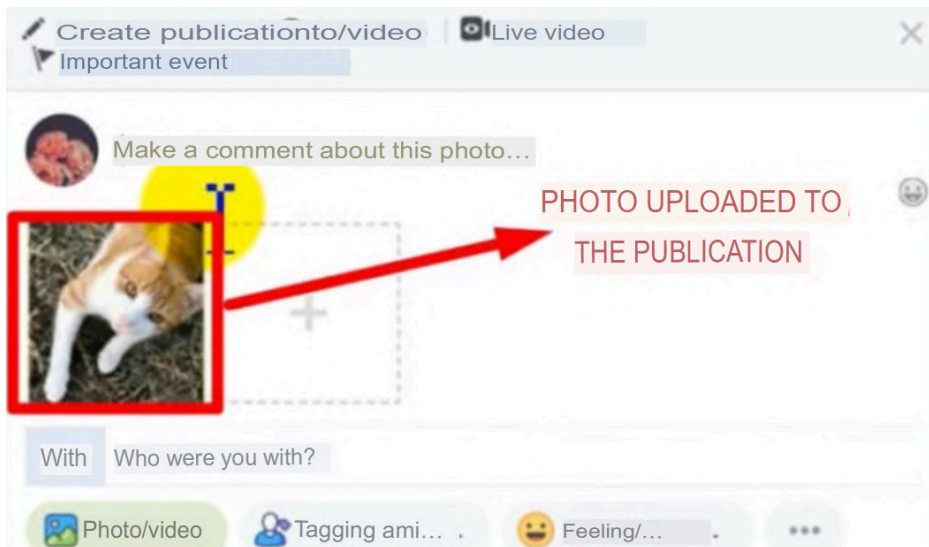 Create publicationto/video
Live video
Important event
Make a comment about this photo...
PHOTO UPLOADED TO
THE PUBLICATION
With Who were you with?
Photo/video Tagging ami... . Feeling/... .